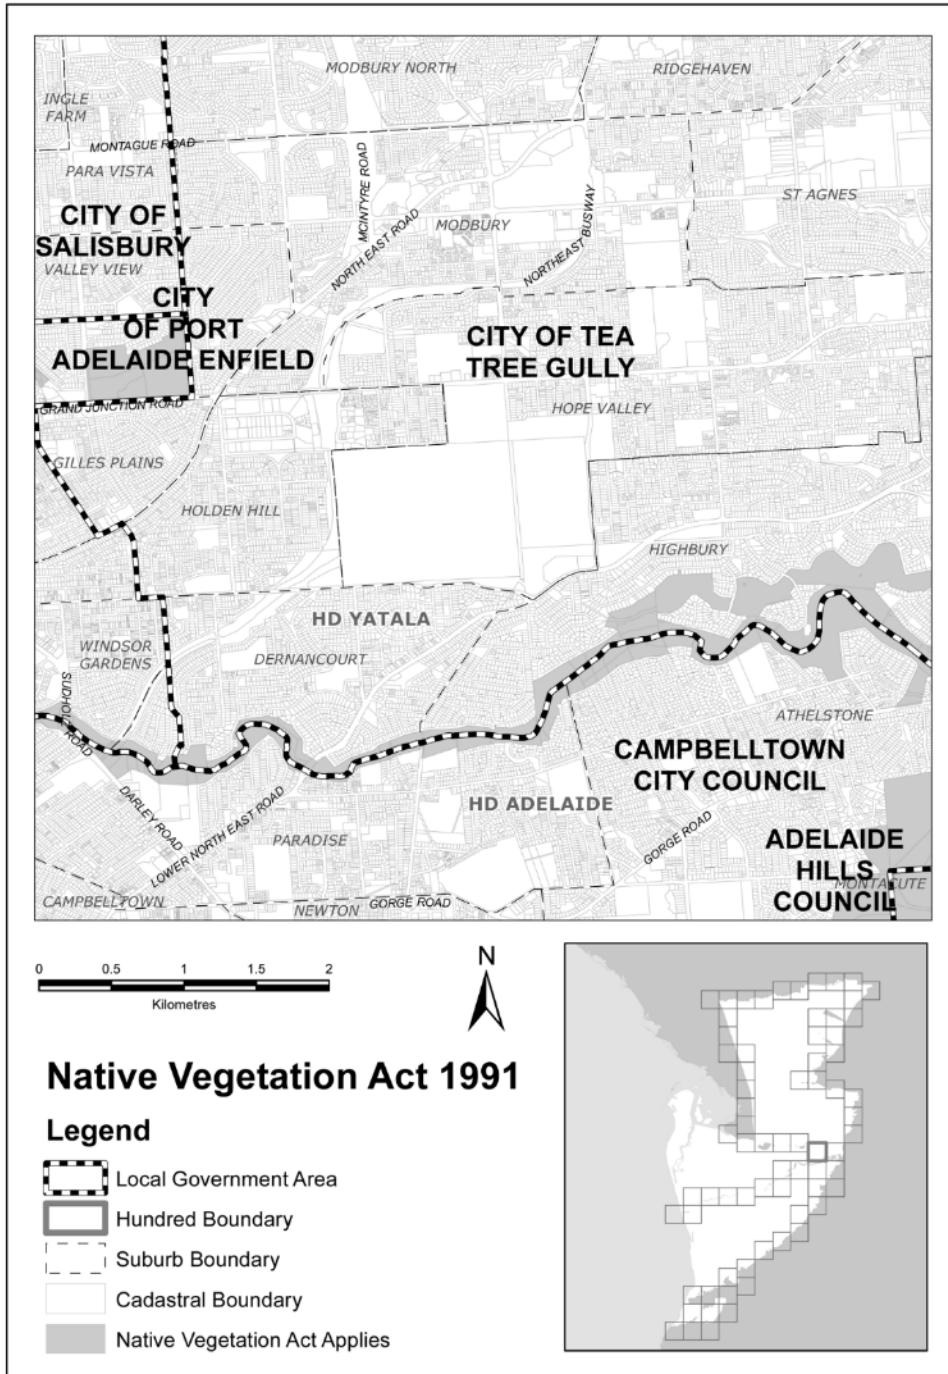 MODBURY NORTH
RIDGEHAVEN
INGLE
FARM
MONTAGUE ROAD
PARA VISTA
MCINTYRE ROAD
ST AGNES
CITY OF
SALISBURY
NORTH EAST ROAD
MODBURY
NORTHEAST BUSWAY
VALLEY VIEW
CITY
OF PORT
ADELAIDE ENFIELD
CITY OF TEA
TREE GULLY
GRAND JUNCTION ROAD
HOPE VALLEY
GILLES PLAINS
HOLDEN HILL
HIGHBURY
HD YATALA
WINDSOR
GARDENS
DERNANCOURT
SUDHOLZ ROAD
ATHELSTONE
CAMPBELLTOWN
CITY COUNCIL
DARLEY ROAD
HD ADELAIDE
LOWER NORTH EAST ROAD
PARADISE
GORGE ROAD
ADELAIDE
HILLS
COUNCIL
MONTACUTE
CAMPBELLTOWN
NEWTON
GORGE ROAD
0 0.5 1 1.5 2
Kilometres
N
Native Vegetation Act 1991
Legend
Local Government Area
Hundred Boundary
Suburb Boundary
Cadastral Boundary
Native Vegetation Act Applies